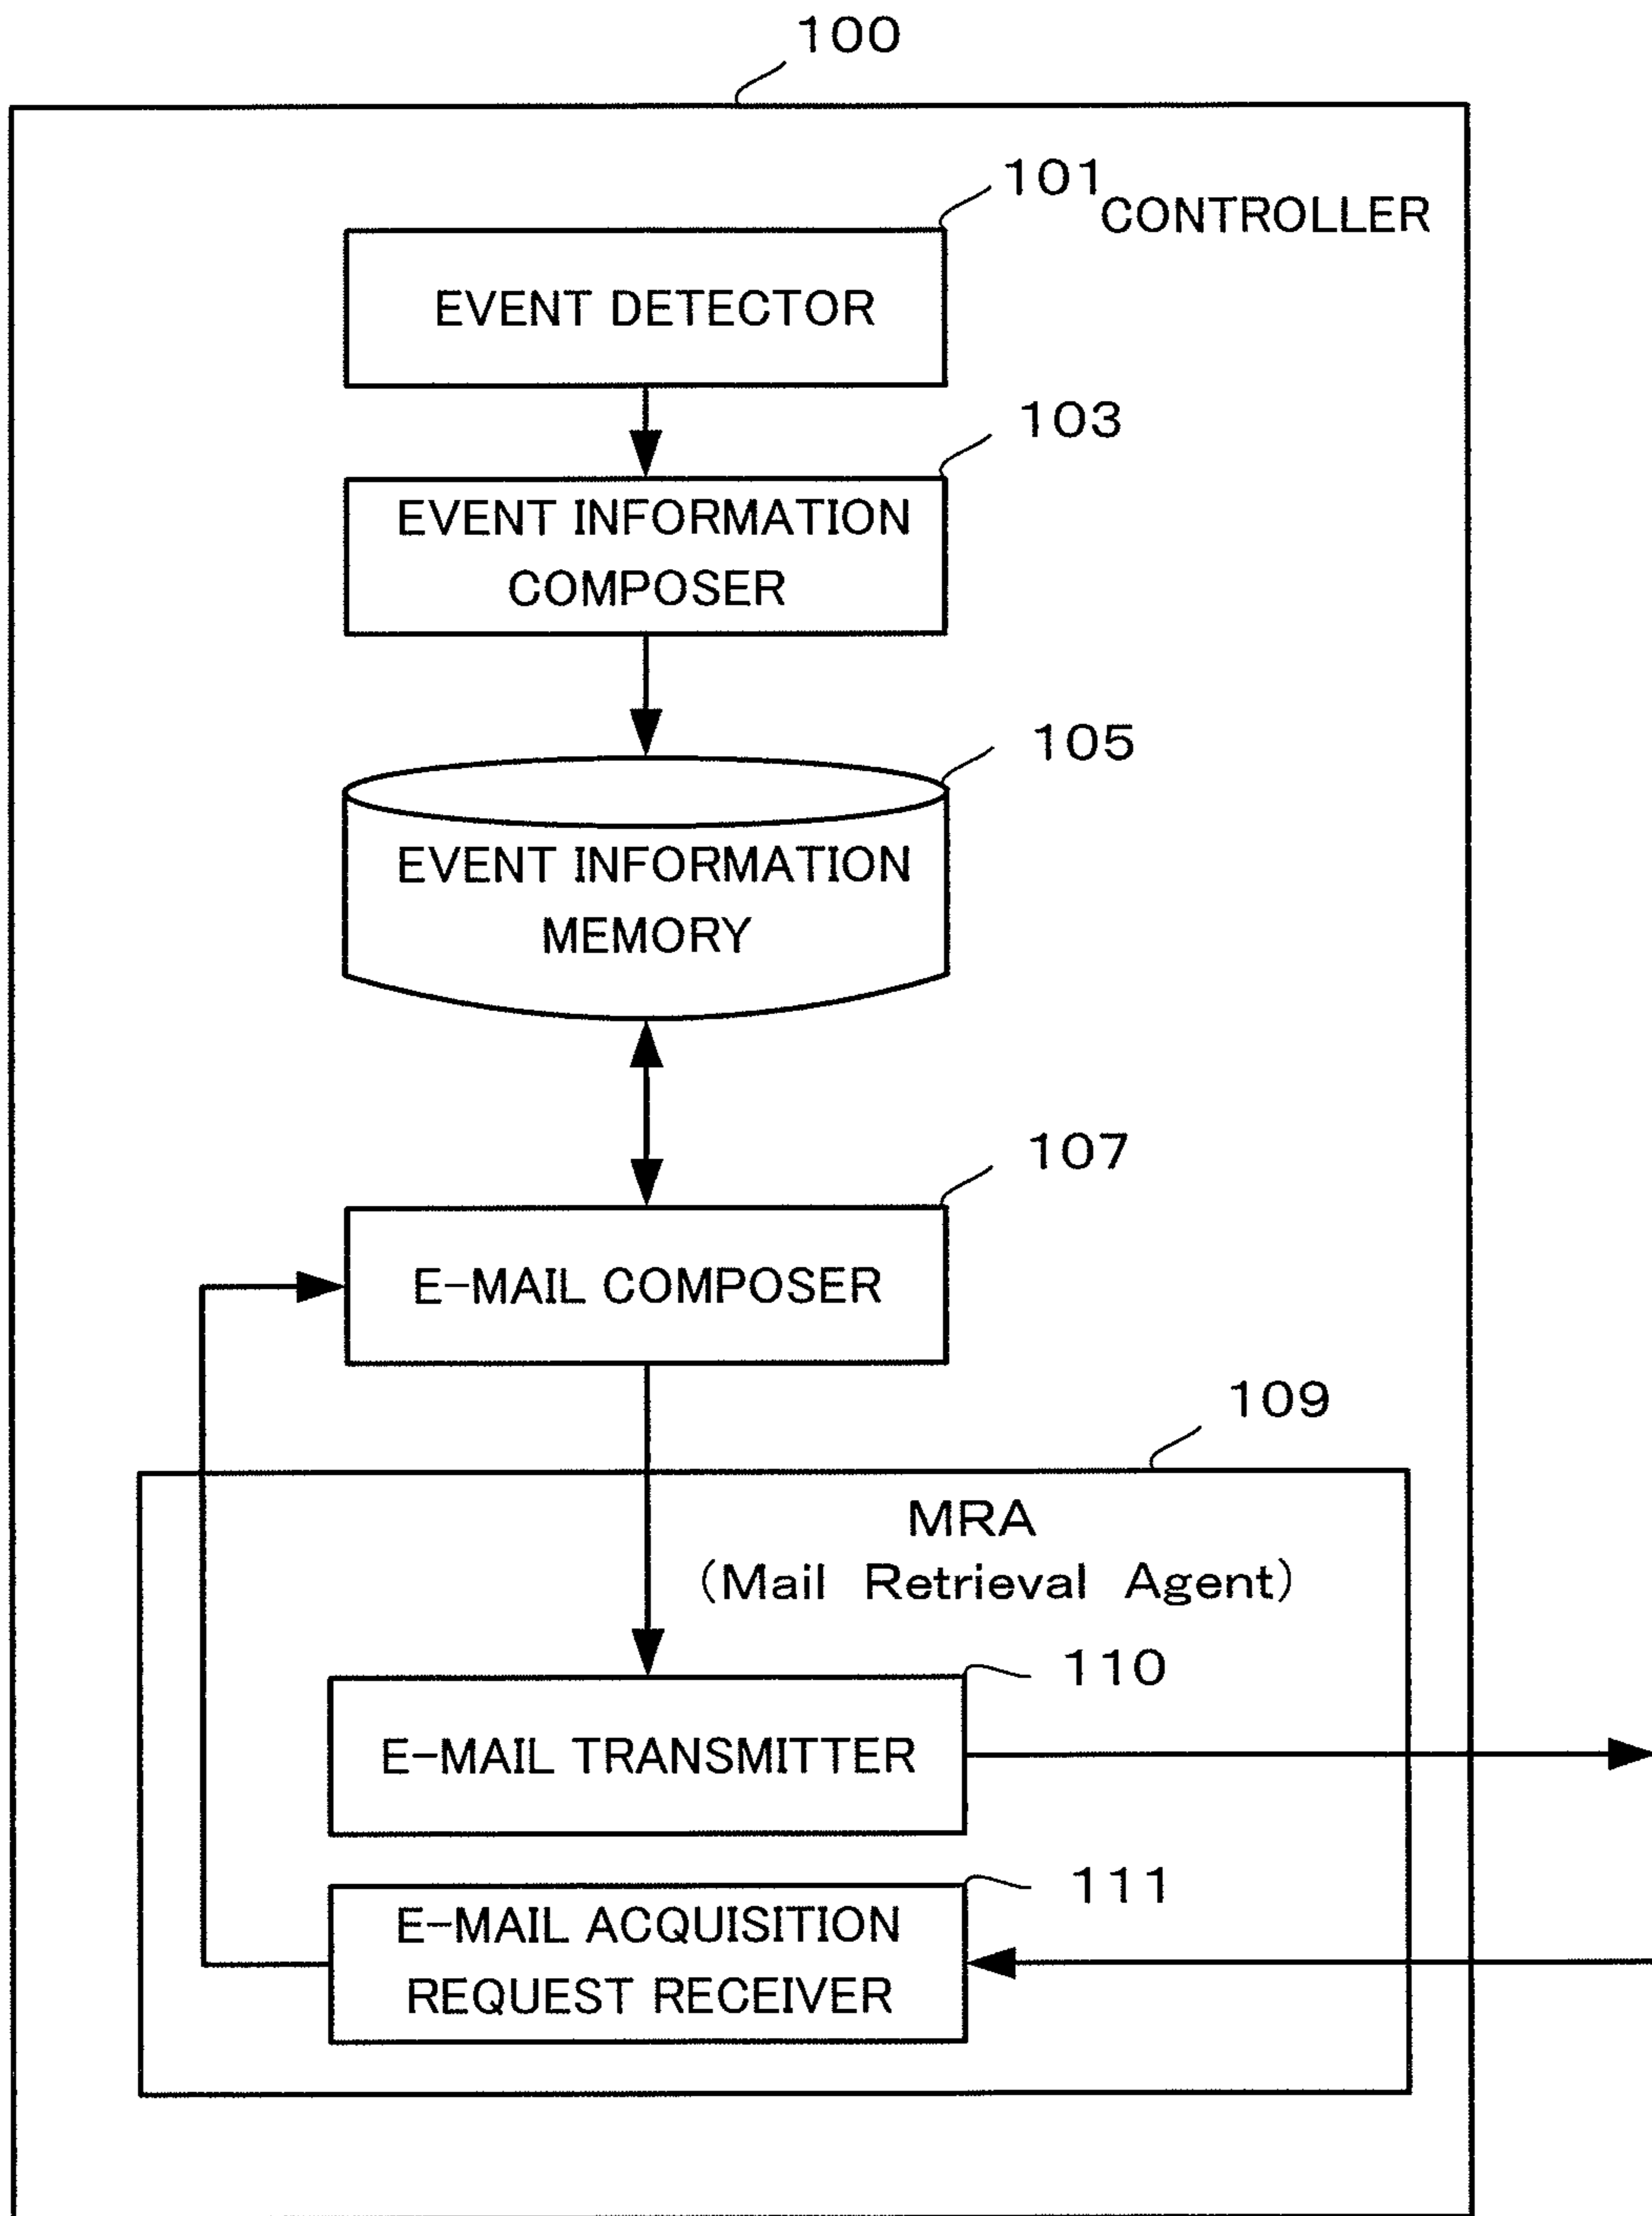 100
101
CONTROLLER
EVENT DETECTOR
103
EVENT INFORMATION
COMPOSER
105
EVENT INFORMATION
MEMORY
107
E-MAIL COMPOSER
109
MRA
(Mail Retrieval Agent)
110
E-MAIL TRANSMITTER
111
E-MAIL ACQUISITION
REQUEST RECEIVER